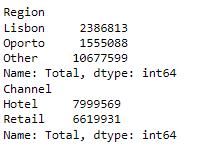 Region
Lisbon 2386813
Oporto 1555088
Other 10677599
Name: Total, dtype: int64
Channel
Hotel 7999569
Retail 6619931
Name: Total, dtype: int64